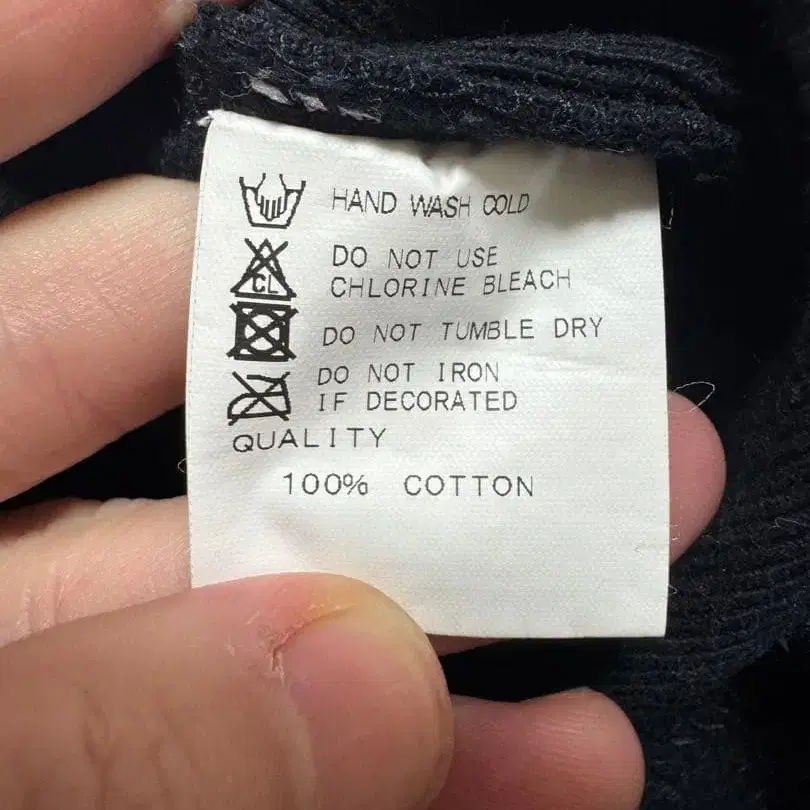 HAND WASH COLD
CL
DO NOT USE
CHLORINE BLEACH
DO NOT TUMBLE DRY
DO NOT IRON
IF DECORATED
QUALITY
100% COTTON